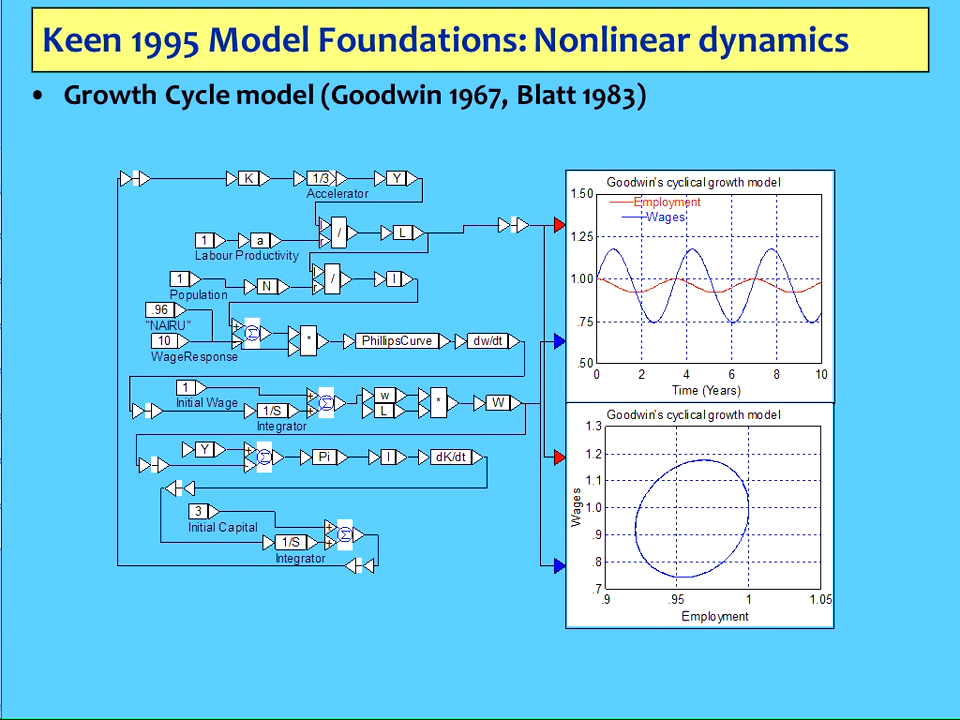 Keen 1995 Model Foundations: Nonlinear dynamics
• Growth Cycle model (Goodwin 1967, Blatt 1983)
K 1/3 Y
Accelerator
/ L
1 a
Labour Productivity
/ l
1 N
Population
.96
"NAIRU"
10 + - Σ * PhillipsCurve dw/dt
WageResponse
1
Initial Wage
1/S + + Σ w L * W
Integrator
Y + - Σ Pi I dK/dt
3
Initial Capital
1/S + + Σ
Integrator
Goodwin's cyclical growth model
Employment
Wages
1.50
1.25
1.00
.75
.50
0 2 4 6 8 10
Time (Years)
Goodwin's cyclical growth model
1.3
1.2
1.1
1.0
.9
.8
.7
Wages
.9 .95 1 1.05
Employment